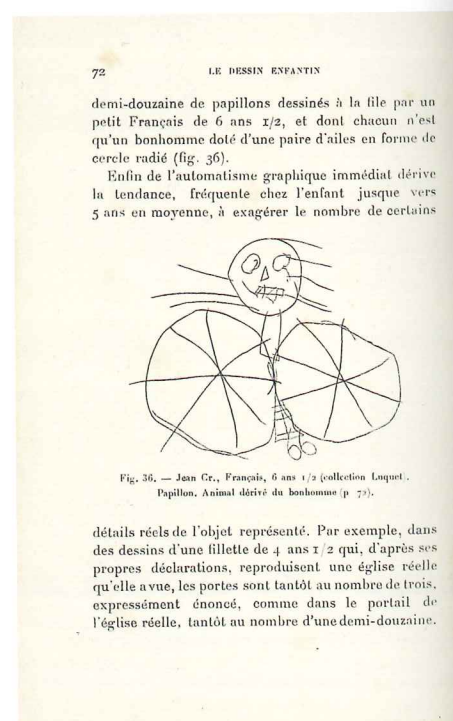 72
LE DESSIN ENFANTIN
demi-douzaine de papillons dessinés à la file par un
petit Français de 6 ans 1/2, et dont chacun n'est
qu'un bonhomme doté d'une paire d'ailes en forme de
cercle radié (fig. 36).
Enfin de l'automatisme graphique immédiat dérive
la tendance, fréquente chez l'enfant jusque vers
5 ans en moyenne, à exagérer le nombre de certains
Fig. 36. — Jean Cr., Français, 6 ans 1/2 (collection Luquet).
Papillon. Animal dérivé du bonhomme (p 72).
détails réels de l'objet représenté. Par exemple, dans
des dessins d'une fillette de 4 ans 1/2 qui, d'après ses
propres déclarations, reproduisent une église réelle
qu'elle a vue, les portes sont tantôt au nombre de trois,
expressément énoncé, comme dans le portail de
l'église réelle, tantôt au nombre d'une demi-douzaine.